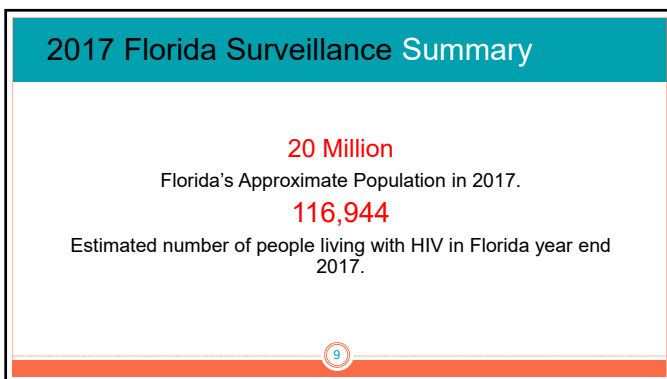 2017 Florida Surveillance Summary
20 Million
Florida's Approximate Population in 2017.
116,944
Estimated number of people living with HIV in Florida year end
2017.
9